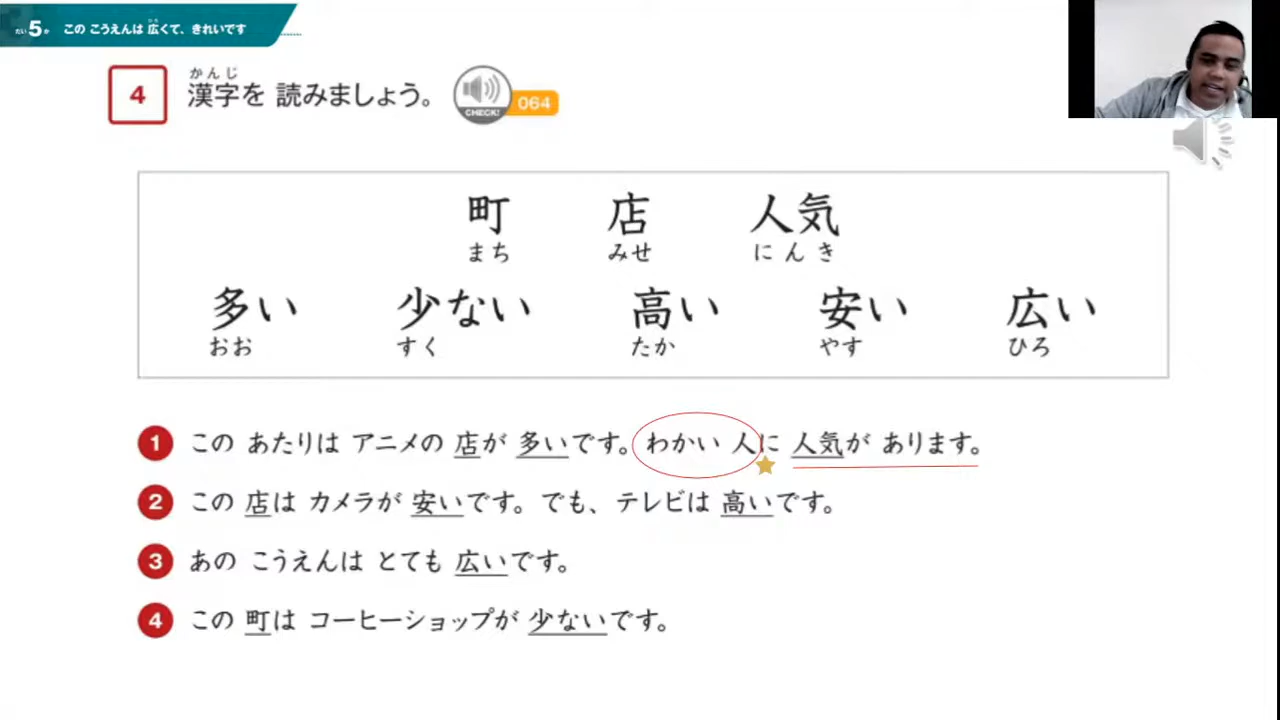 だい5か この こうえんは 広くて、きれいです
ひろ
4
かんじ
漢字を 読みましょう。
CHECK!
064
町 店 人気
まち みせ にんき
多い 少ない 高い 安い 広い
おお すく たか やす ひろ
1 この あたりは アニメの 店が 多いです。わかい 人に 人気が あります。
2 この 店は カメラが 安いです。でも、テレビは 高いです。
3 あの こうえんは とても 広いです。
4 この 町は コーヒーショップが 少ないです。